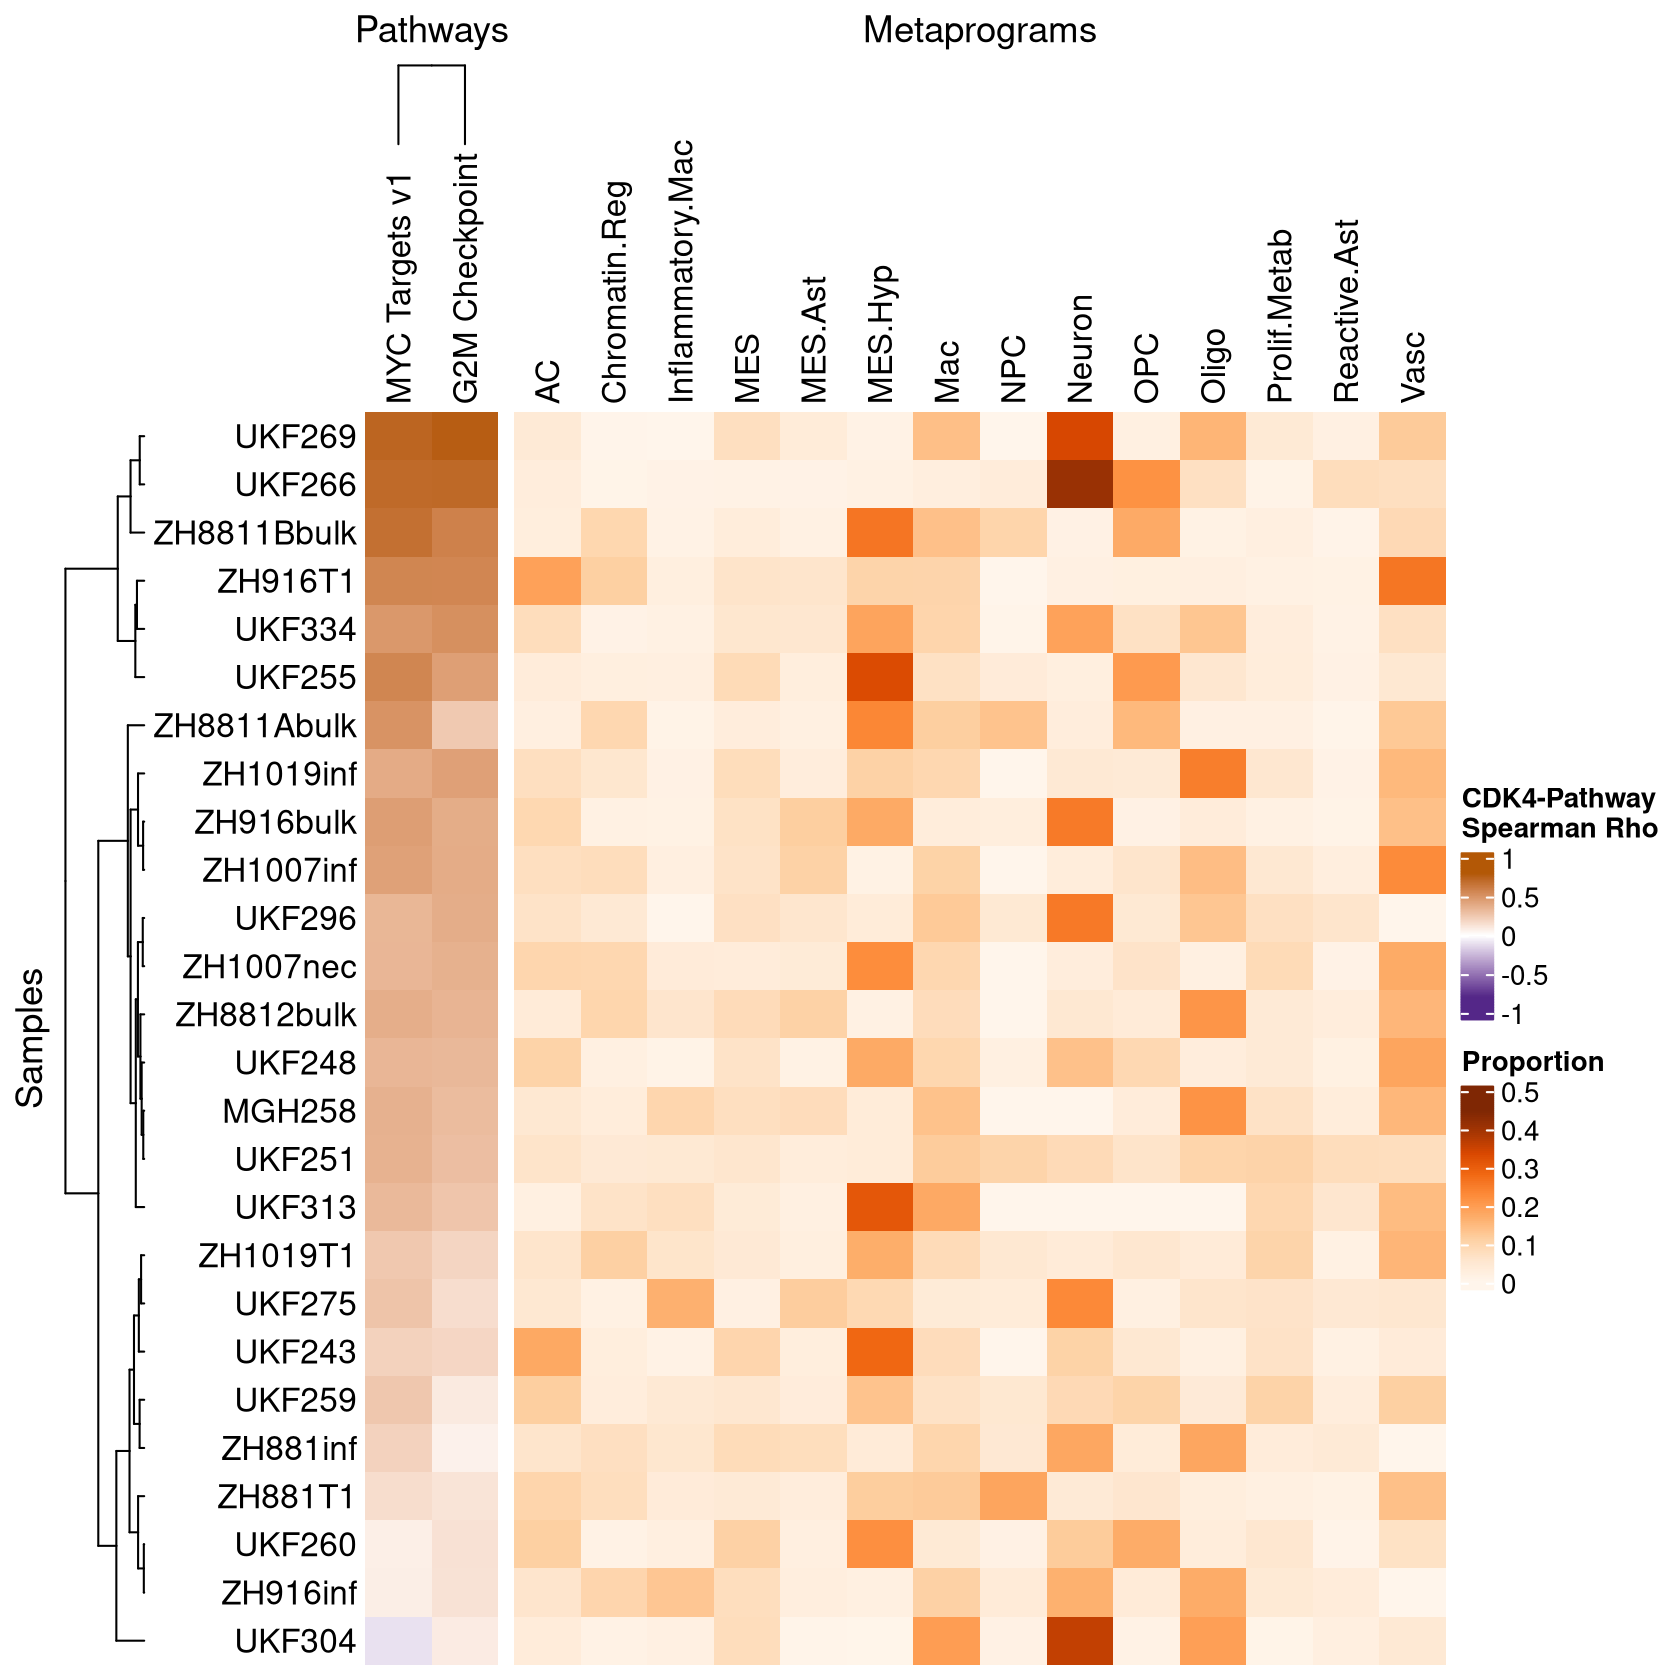 Pathways
Metaprograms
MYC Targets v1
G2M Checkpoint
AC
Chromatin.Reg
Inflammatory.Mac
MES
MES.Ast
MES.Hyp
Mac
NPC
Neuron
OPC
Oligo
Prolif.Metab
Reactive.Ast
Vasc
Samples
UKF269
UKF266
ZH8811Bbulk
ZH916T1
UKF334
UKF255
ZH8811Abulk
ZH1019inf
ZH916bulk
ZH1007inf
UKF296
ZH1007nec
ZH8812bulk
UKF248
MGH258
UKF251
UKF313
ZH1019T1
UKF275
UKF243
UKF259
ZH881inf
ZH881T1
UKF260
ZH916inf
UKF304
CDK4-Pathway
Spearman Rho
1
0.5
0
-0.5
-1
Proportion
0.5
0.4
0.3
0.2
0.1
0